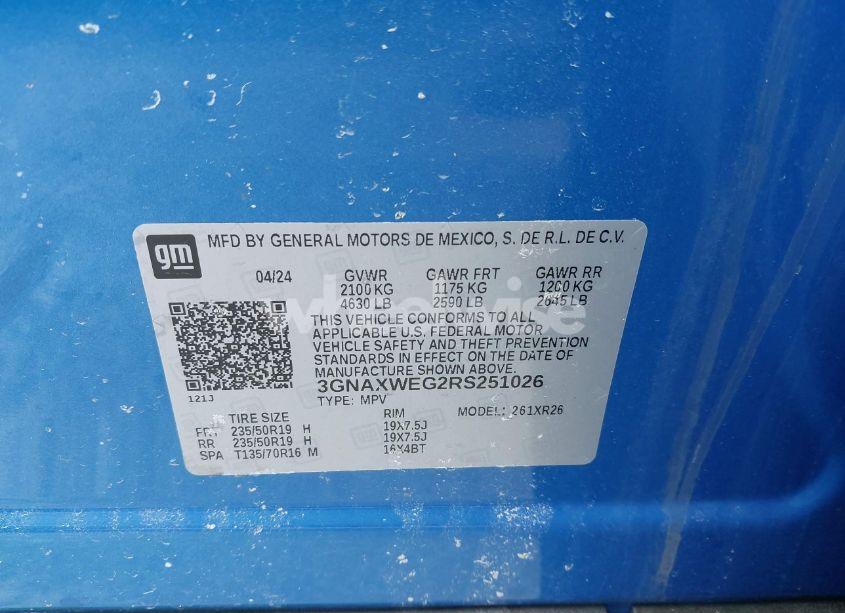 gm
MFD BY GENERAL MOTORS DE MEXICO, S. DE R.L. DE C.V.
04/24 GVWR GAWR FRT GAWR RR
2100 KG 1175 KG 1200 KG
4630 LB 2590 LB 2645 LB
THIS VEHICLE CONFORMS TO ALL
APPLICABLE U.S. FEDERAL MOTOR
VEHICLE SAFETY AND THEFT PREVENTION
STANDARDS IN EFFECT ON THE DATE OF
MANUFACTURE SHOWN ABOVE.
3GNAXWEG2RS251026
121J
TYPE: MPV MODEL: 261XR26
TIRE SIZE RIM
FRT 235/50R19 H 19X7.5J
RR 235/50R19 H 19X7.5J
SPA T135/70R16 M 16X4BT